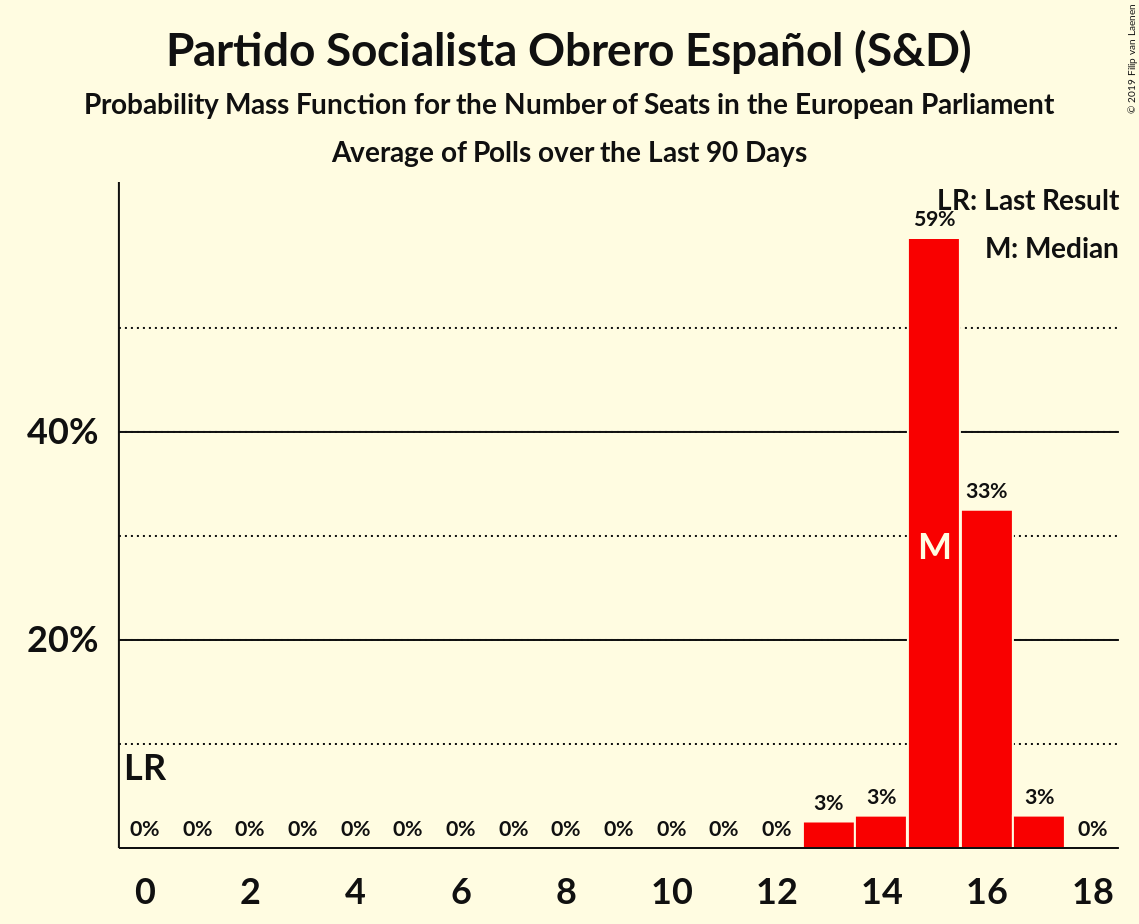 Partido Socialista Obrero Español (S&D)
Probability Mass Function for the Number of Seats in the European Parliament
Average of Polls over the Last 90 Days
© 2019 Filip van Laenen
LR: Last Result
M: Median
59%
40%
33%
M
20%
LR
0% 0% 0% 0% 0% 0% 0% 0% 0% 0% 0% 0% 0% 3% 3% 3% 0%
0 2 4 6 8 10 12 14 16 18